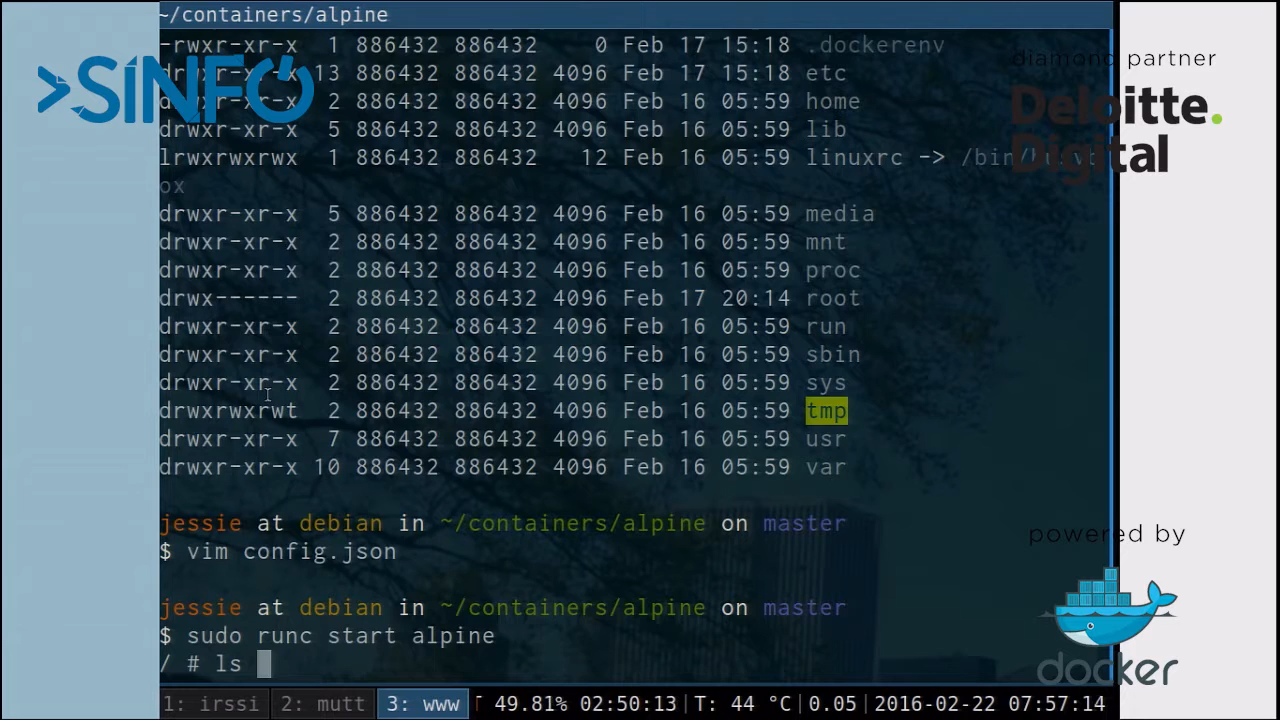 ~/containers/alpine
-rwxr-xr-x 1 886432 886432 0 Feb 17 15:18 .dockerenv
drwxr-xr-x 13 886432 886432 4096 Feb 17 15:18 etc
drwxr-xr-x 2 886432 886432 4096 Feb 16 05:59 home
drwxr-xr-x 5 886432 886432 4096 Feb 16 05:59 lib
lrwxrwxrwx 1 886432 886432 12 Feb 16 05:59 linuxrc -> /bin/busyb
ox
drwxr-xr-x 5 886432 886432 4096 Feb 16 05:59 media
drwxr-xr-x 2 886432 886432 4096 Feb 16 05:59 mnt
drwxr-xr-x 2 886432 886432 4096 Feb 16 05:59 proc
drwx------ 2 886432 886432 4096 Feb 17 20:14 root
drwxr-xr-x 2 886432 886432 4096 Feb 16 05:59 run
drwxr-xr-x 2 886432 886432 4096 Feb 16 05:59 sbin
drwxr-xr-x 2 886432 886432 4096 Feb 16 05:59 sys
drwxrwxrwt 2 886432 886432 4096 Feb 16 05:59 tmp
drwxr-xr-x 7 886432 886432 4096 Feb 16 05:59 usr
drwxr-xr-x 10 886432 886432 4096 Feb 16 05:59 var
jessie at debian in ~/containers/alpine on master
$ vim config.json
jessie at debian in ~/containers/alpine on master
$ sudo runc start alpine
/ # ls
1: irssi 2: mutt 3: www 49.81% 02:50:13 | T: 44 °C | 0.05 | 2016-02-22 07:57:14
>SINFO
diamond partner
Deloitte.
Digital
powered by
docker